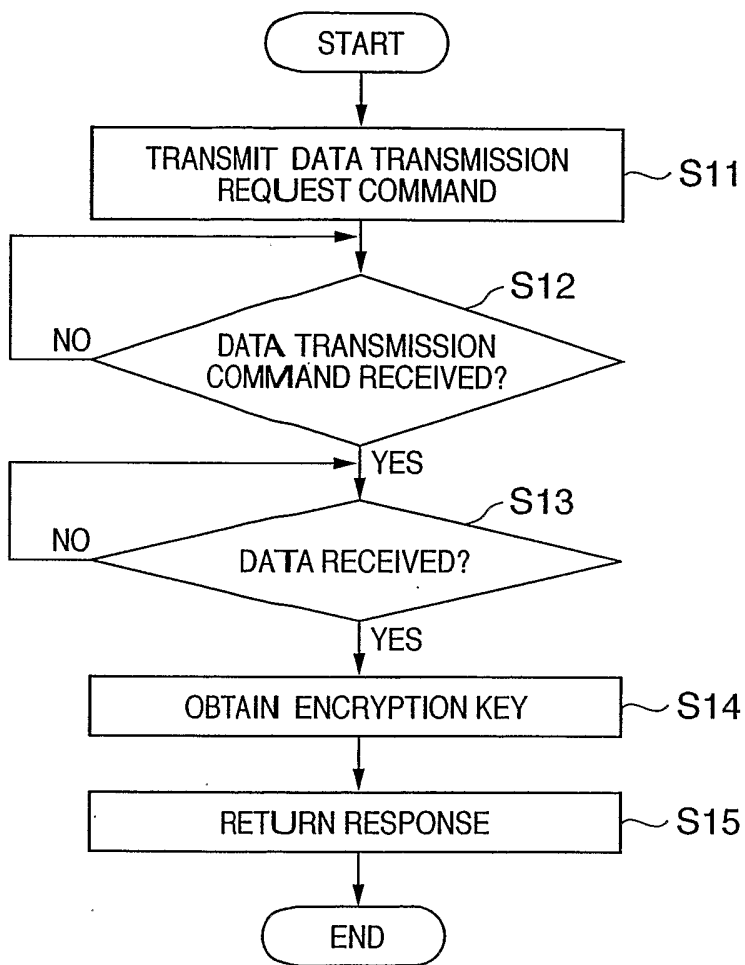 START
TRANSMIT DATA TRANSMISSION
REQUEST COMMAND
S11
S12
NO
DATA TRANSMISSION
COMMAND RECEIVED?
YES
S13
NO
DATA RECEIVED?
YES
OBTAIN ENCRYPTION KEY
S14
RETURN RESPONSE
S15
END